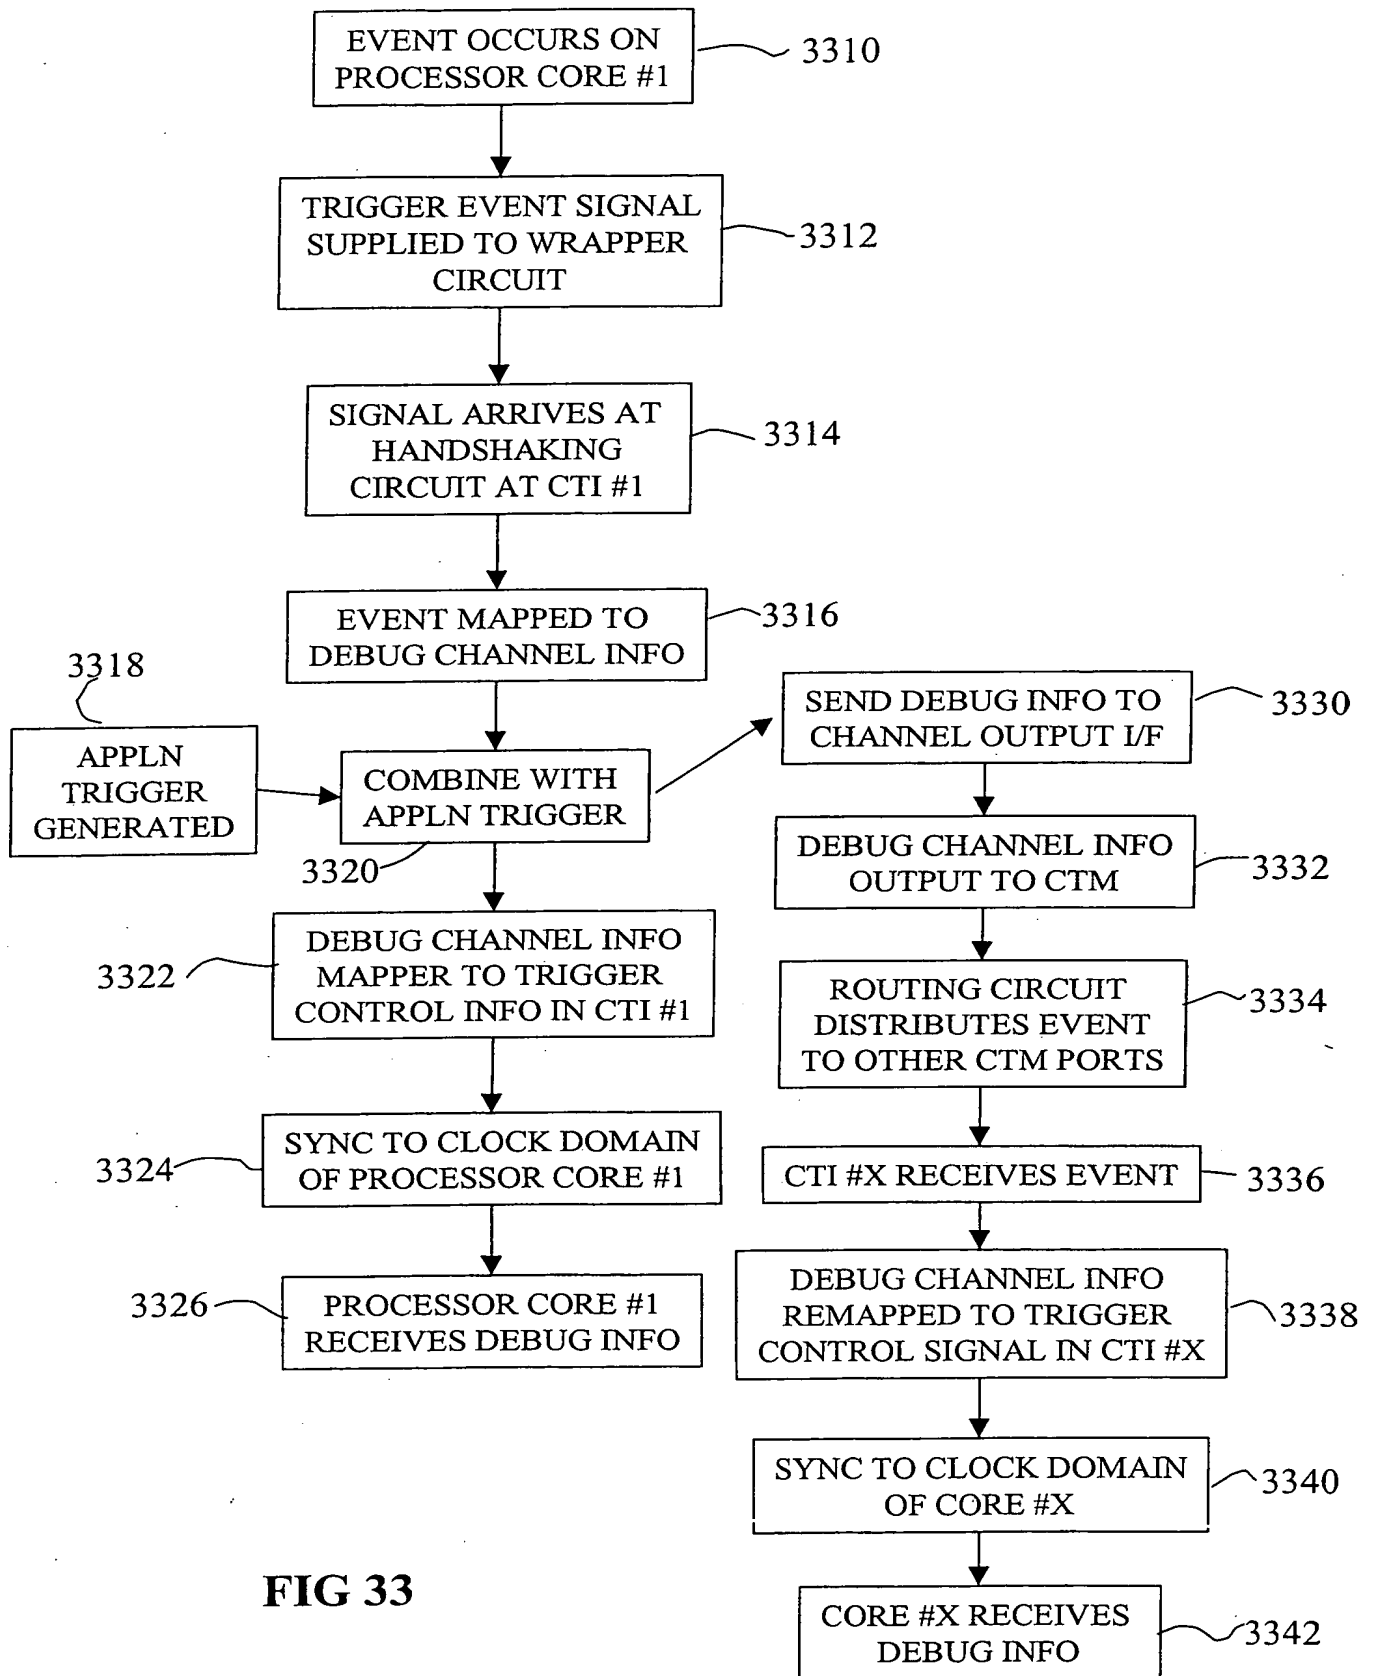 EVENT OCCURS ON
PROCESSOR CORE #1
3310
TRIGGER EVENT SIGNAL
SUPPLIED TO WRAPPER
CIRCUIT
3312
SIGNAL ARRIVES AT
HANDSHAKING
CIRCUIT AT CTI #1
3314
EVENT MAPPED TO
DEBUG CHANNEL INFO
3316
3318
APPLN
TRIGGER
GENERATED
COMBINE WITH
APPLN TRIGGER
3320
DEBUG CHANNEL INFO
MAPPER TO TRIGGER
CONTROL INFO IN CTI #1
3322
SYNC TO CLOCK DOMAIN
OF PROCESSOR CORE #1
3324
PROCESSOR CORE #1
RECEIVES DEBUG INFO
3326
SEND DEBUG INFO TO
CHANNEL OUTPUT I/F
3330
DEBUG CHANNEL INFO
OUTPUT TO CTM
3332
ROUTING CIRCUIT
DISTRIBUTES EVENT
TO OTHER CTM PORTS
3334
CTI #X RECEIVES EVENT
3336
DEBUG CHANNEL INFO
REMAPPED TO TRIGGER
CONTROL SIGNAL IN CTI #X
3338
SYNC TO CLOCK DOMAIN
OF CORE #X
3340
CORE #X RECEIVES
DEBUG INFO
3342
FIG 33